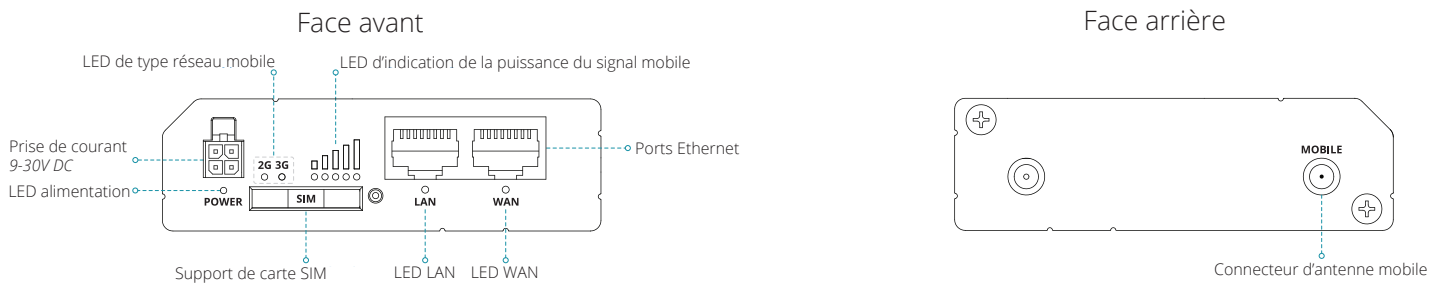 Face avant
Face arrière
LED de type réseau mobile
LED d'indication de la puissance du signal mobile
Prise de courant
9-30V DC
LED alimentation
2G 3G
POWER
SIM
LAN
WAN
Ports Ethernet
MOBILE
Support de carte SIM
LED LAN
LED WAN
Connecteur d'antenne mobile